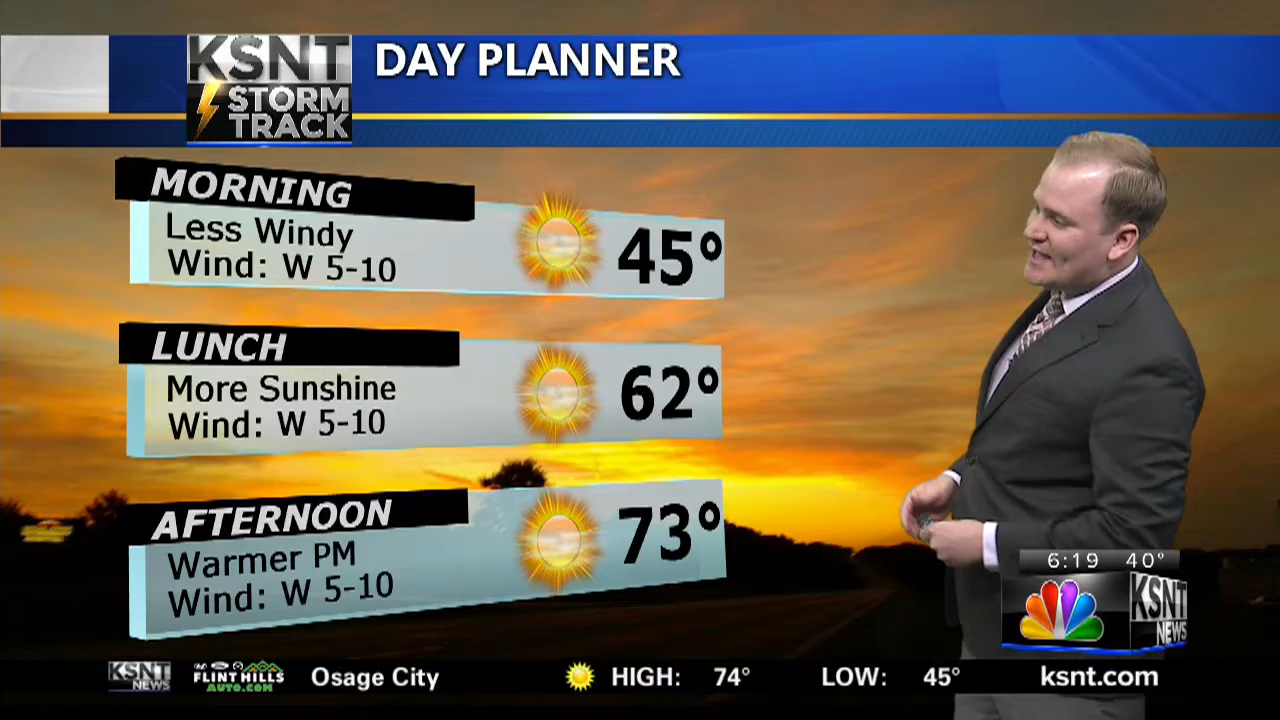 KSNT
STORM
TRACK
DAY PLANNER
MORNING
Less Windy
Wind: W 5-10
45°
LUNCH
More Sunshine
Wind: W 5-10
62°
AFTERNOON
Warmer PM
Wind: W 5-10
73°
6:19 40°
KSNT
NEWS
KSNT
NEWS
FLINT HILLS
AUTO.COM
Osage City HIGH: 74° LOW: 45° ksnt.com